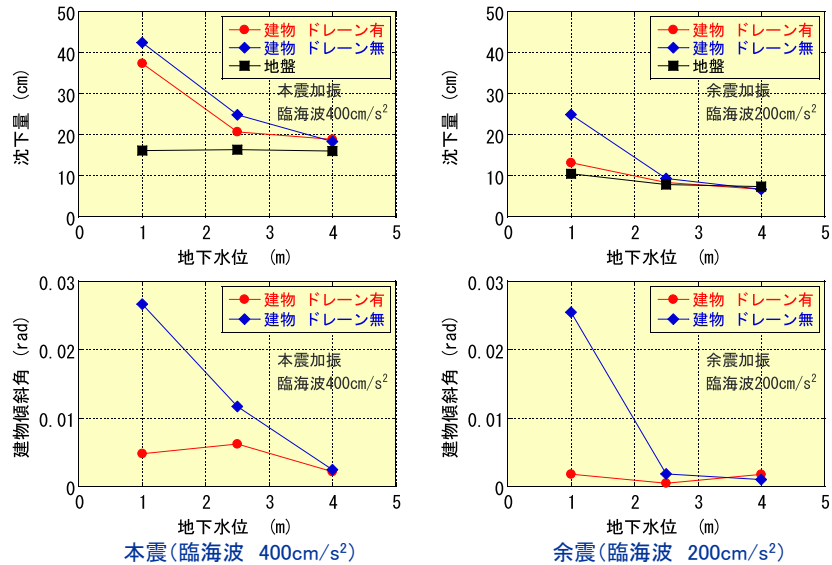 沈下量 (cm)
50
40
30
20
10
0
建物 ドレーン有
建物 ドレーン無
地盤
本震加振
臨海波400cm/s²
0 1 2 3 4 5
地下水位 (m)
沈下量 (cm)
50
40
30
20
10
0
建物 ドレーン有
建物 ドレーン無
地盤
余震加振
臨海波200cm/s²
0 1 2 3 4 5
地下水位 (m)
建物傾斜角 (rad)
0.03
0.02
0.01
0
建物 ドレーン有
建物 ドレーン無
本震加振
臨海波400cm/s²
0 1 2 3 4 5
地下水位 (m)
本震(臨海波 400cm/s²)
建物傾斜角 (rad)
0.03
0.02
0.01
0
建物 ドレーン有
建物 ドレーン無
余震加振
臨海波200cm/s²
0 1 2 3 4 5
地下水位 (m)
余震(臨海波 200cm/s²)